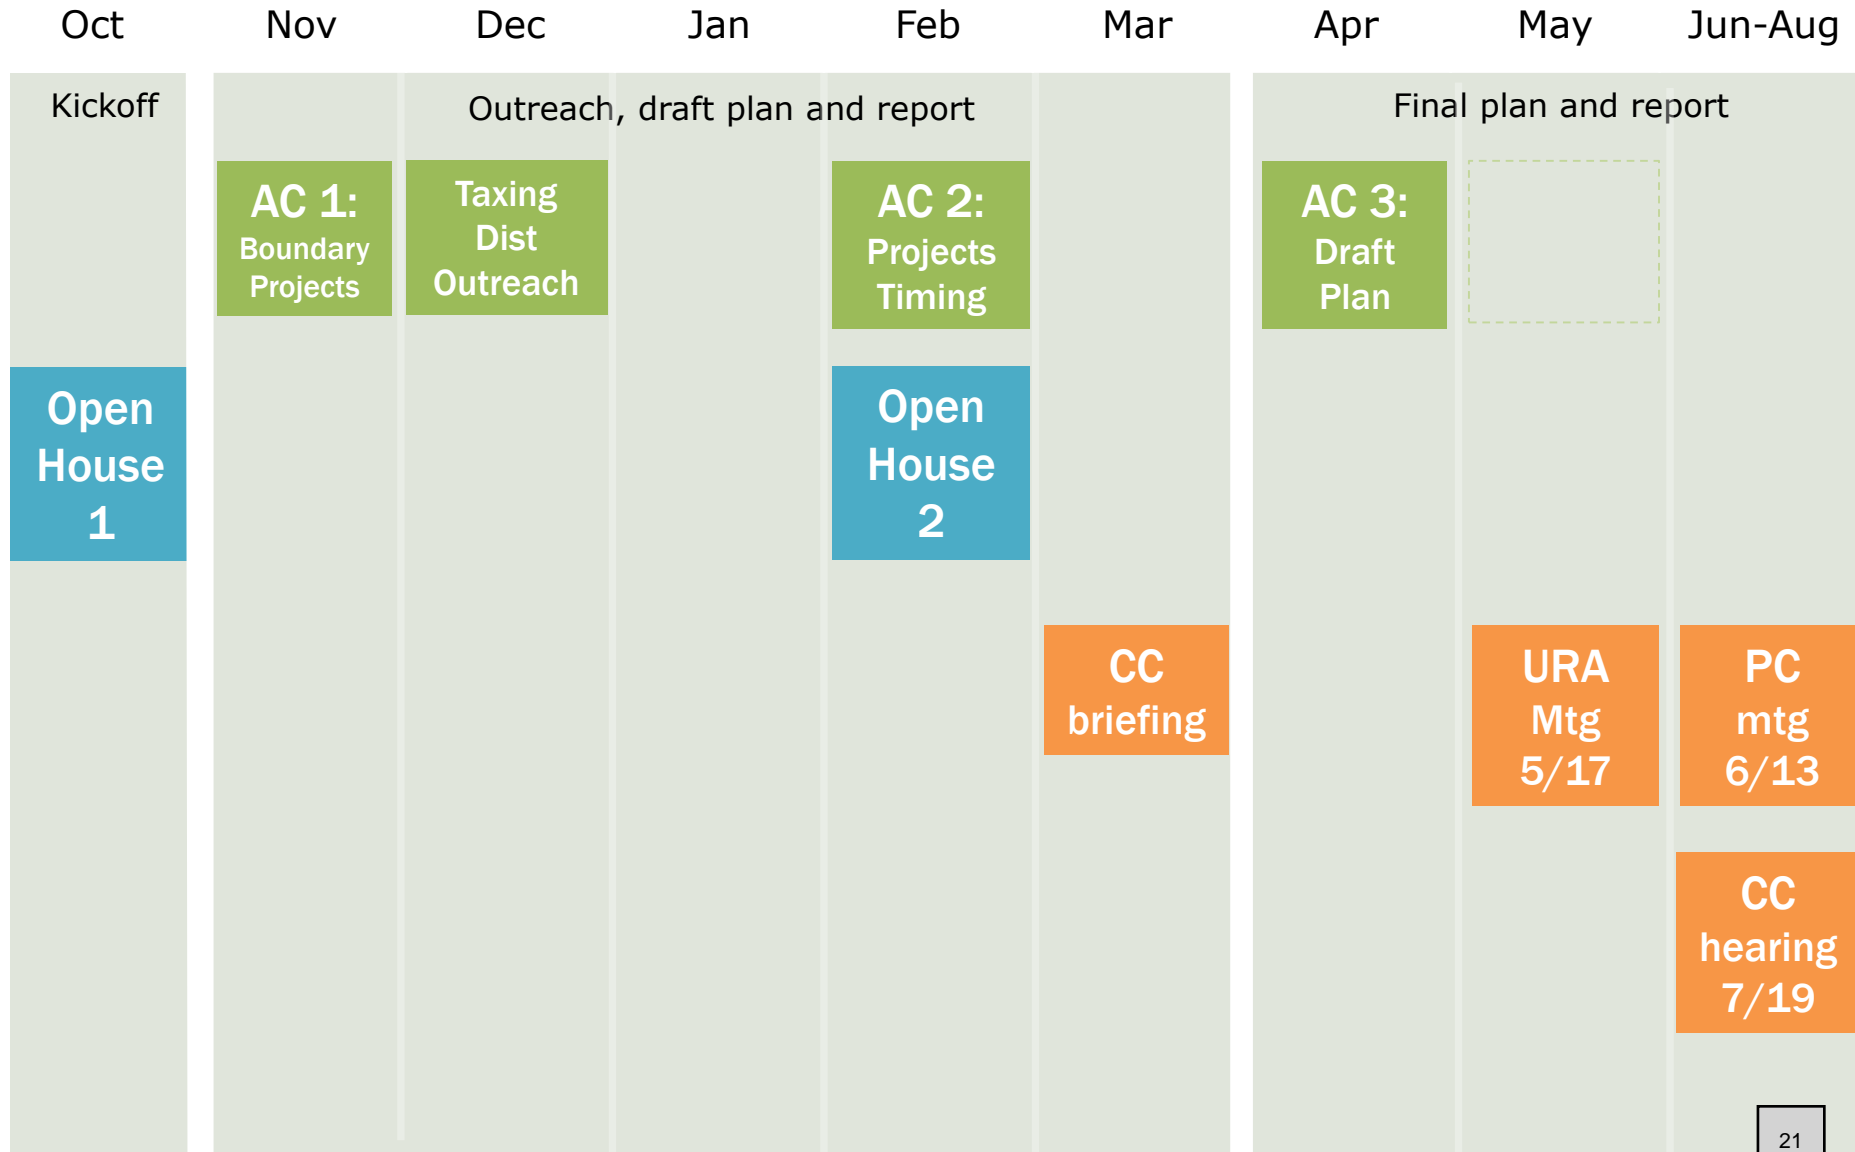 Oct Nov Dec Jan Feb Mar Apr May Jun-Aug
Kickoff Outreach, draft plan and report Final plan and report
AC 1:
Boundary
Projects
Taxing
Dist
Outreach
AC 2:
Projects
Timing
AC 3:
Draft
Plan
Open
House
1
Open
House
2
CC
briefing
URA
Mtg
5/17
PC
mtg
6/13
CC
hearing
7/19
21